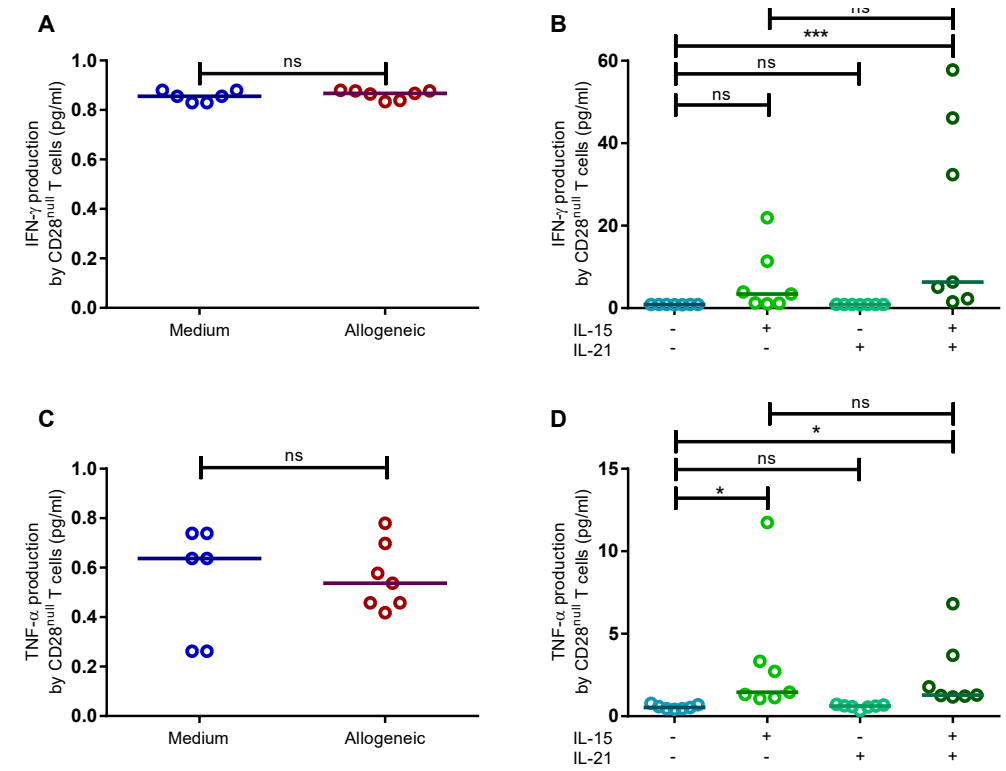 A
IFN-γ production
by CD28null T cells (pg/ml)
1.0
0.8
0.6
0.4
0.2
0.0
ns
Medium
Allogeneic
B
IFN-γ production
by CD28null T cells (pg/ml)
60
40
20
0
ns
***
ns
ns
IL-15 - + - +
IL-21 - - + +
C
TNF-α production
by CD28null T cells (pg/ml)
1.0
0.8
0.6
0.4
0.2
0.0
ns
Medium
Allogeneic
D
TNF-α production
by CD28null T cells (pg/ml)
15
10
5
0
ns
*
ns
*
IL-15 - + - +
IL-21 - - + +